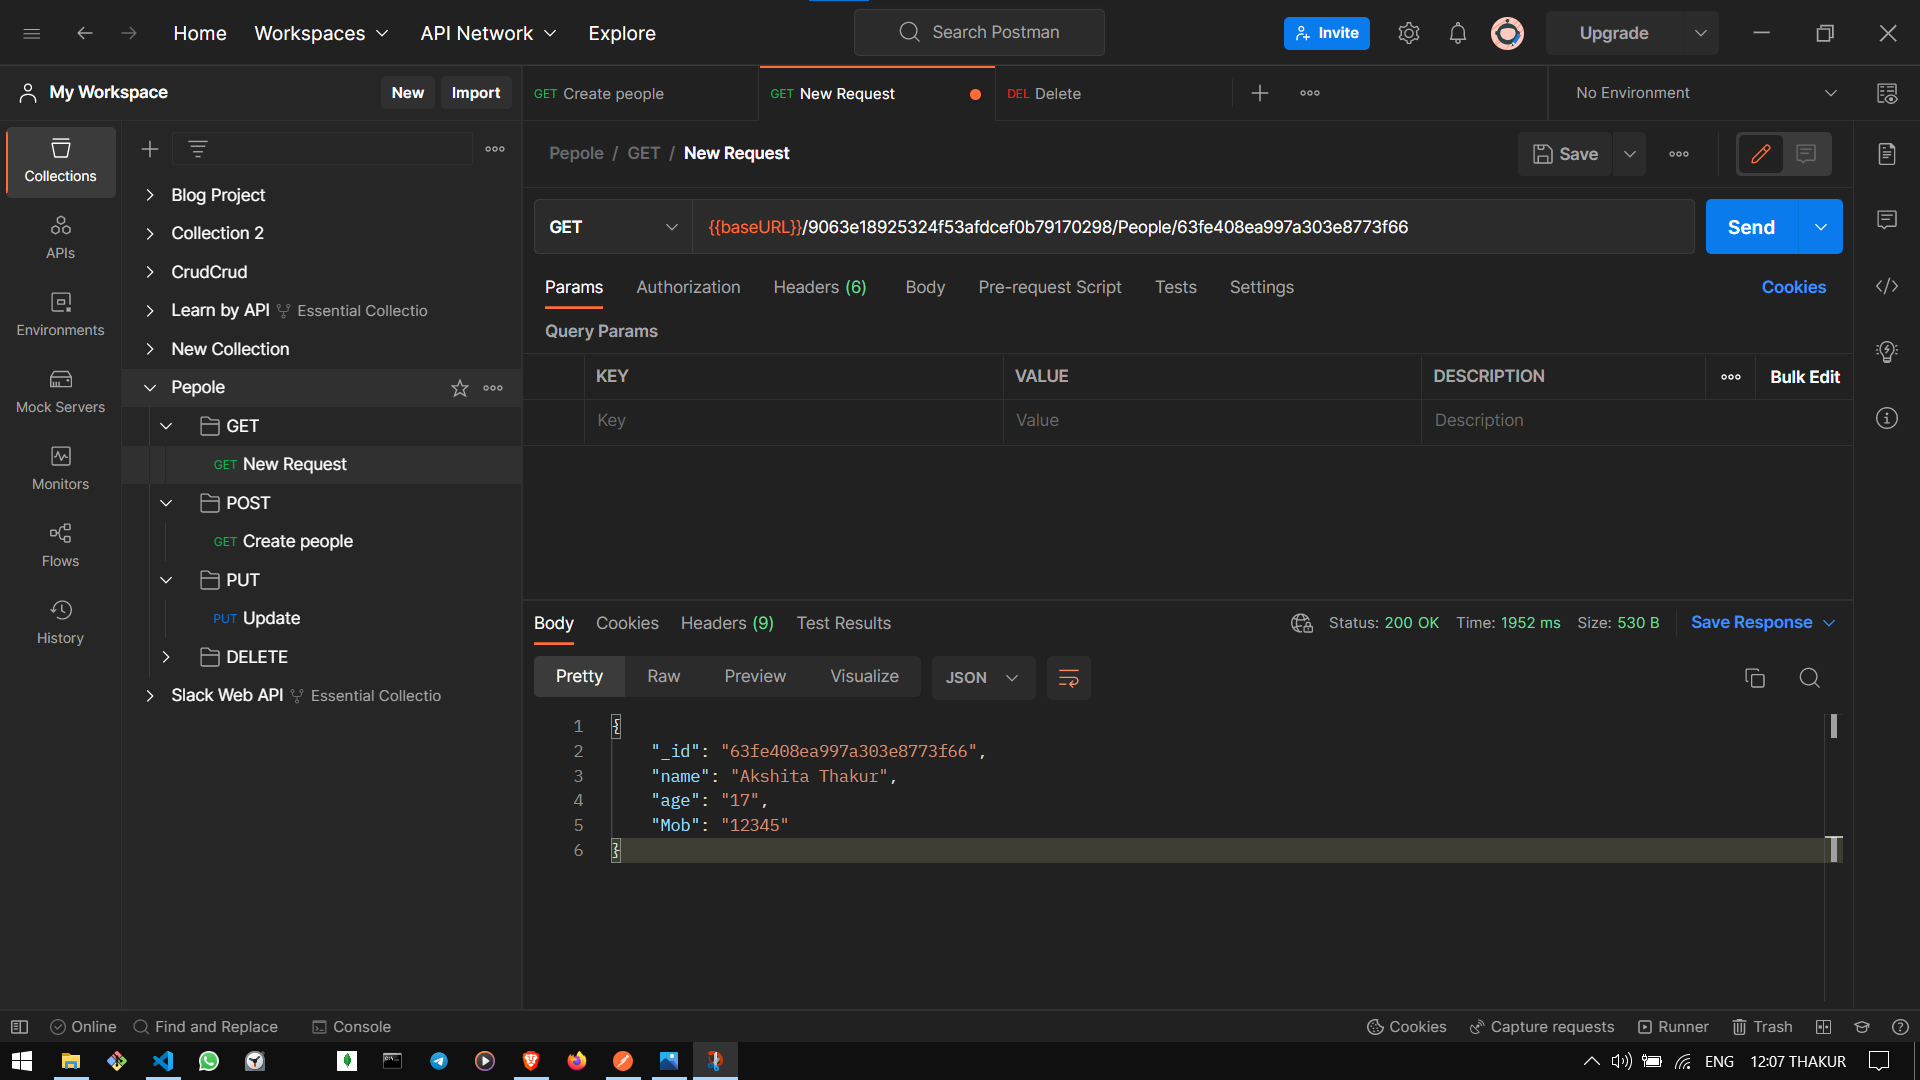 Home
Workspaces
API Network
Explore
Search Postman
Invite
Upgrade
My Workspace
New
Import
GET Create people
GET New Request
DEL Delete
No Environment
Collections
APIs
Environments
Mock Servers
Monitors
Flows
History
Blog Project
Collection 2
CrudCrud
Learn by API Essential Collectio
New Collection
Pepole
GET
GET New Request
POST
GET Create people
PUT
PUT Update
DELETE
Slack Web API Essential Collectio
Pepole / GET / New Request
Save
GET
{{baseURL}}/9063e18925324f53afdcef0b79170298/People/63fe408ea997a303e8773f66
Send
Params
Authorization
Headers (6)
Body
Pre-request Script
Tests
Settings
Cookies
Query Params
KEY
VALUE
DESCRIPTION
Bulk Edit
Key
Value
Description
Body
Cookies
Headers (9)
Test Results
Status: 200 OK
Time: 1952 ms
Size: 530 B
Save Response
Pretty
Raw
Preview
Visualize
JSON
1 {
2 "_id": "63fe408ea997a303e8773f66",
3 "name": "Akshita Thakur",
4 "age": "17",
5 "Mob": "12345"
6 }
Online
Find and Replace
Console
Cookies
Capture requests
Runner
Trash
ENG
12:07 THAKUR